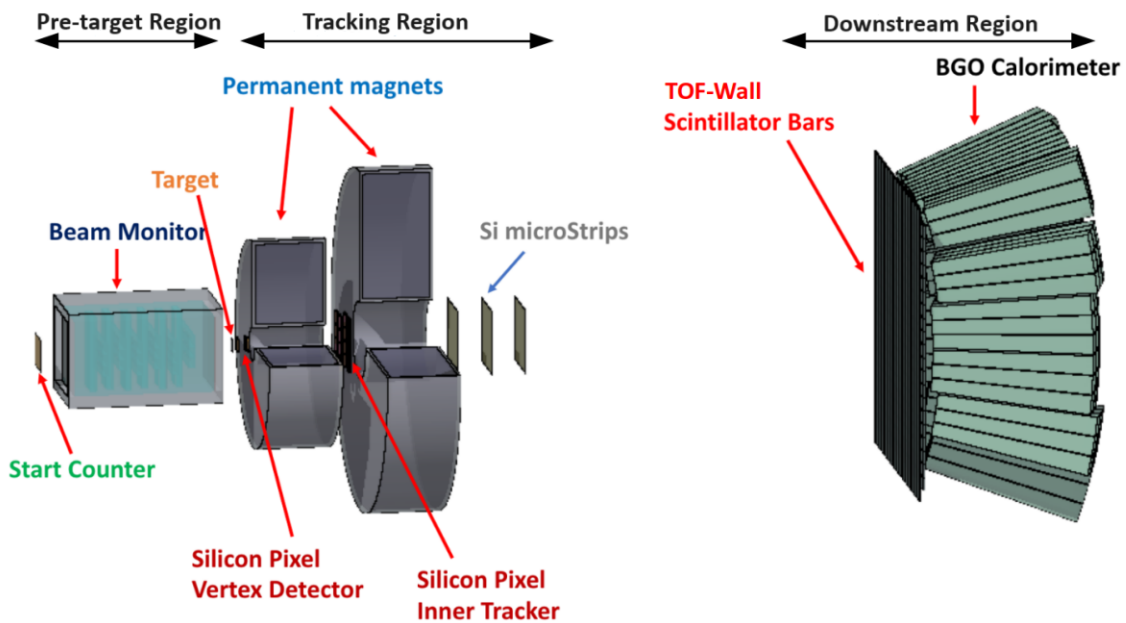 Pre-target Region
Tracking Region
Downstream Region
BGO Calorimeter
Permanent magnets
TOF-Wall
Scintillator Bars
Target
Beam Monitor
Si microStrips
Start Counter
Silicon Pixel
Vertex Detector
Silicon Pixel
Inner Tracker